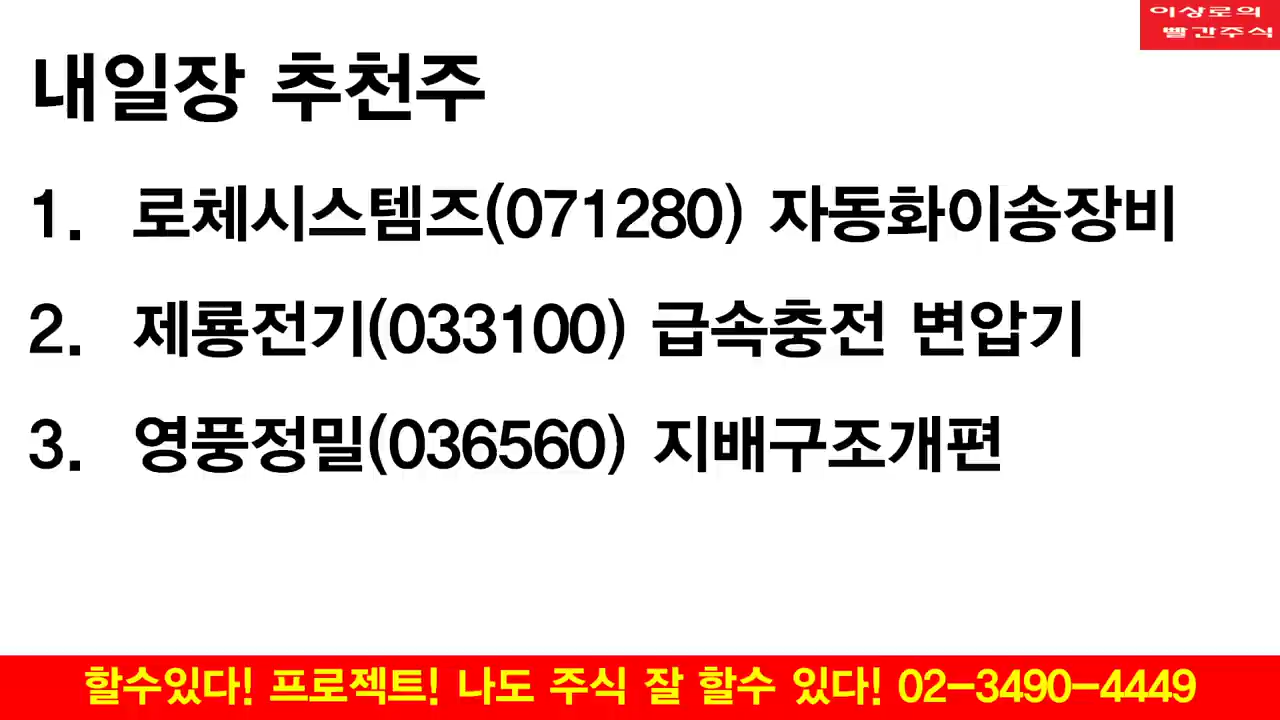 이상로의
빨간주식
내일장 추천주
1. 로체시스템즈(071280) 자동화이송장비
2. 제룡전기(033100) 급속충전 변압기
3. 영풍정밀(036560) 지배구조개편
할수있다! 프로젝트! 나도 주식 잘 할수 있다! 02-3490-4449